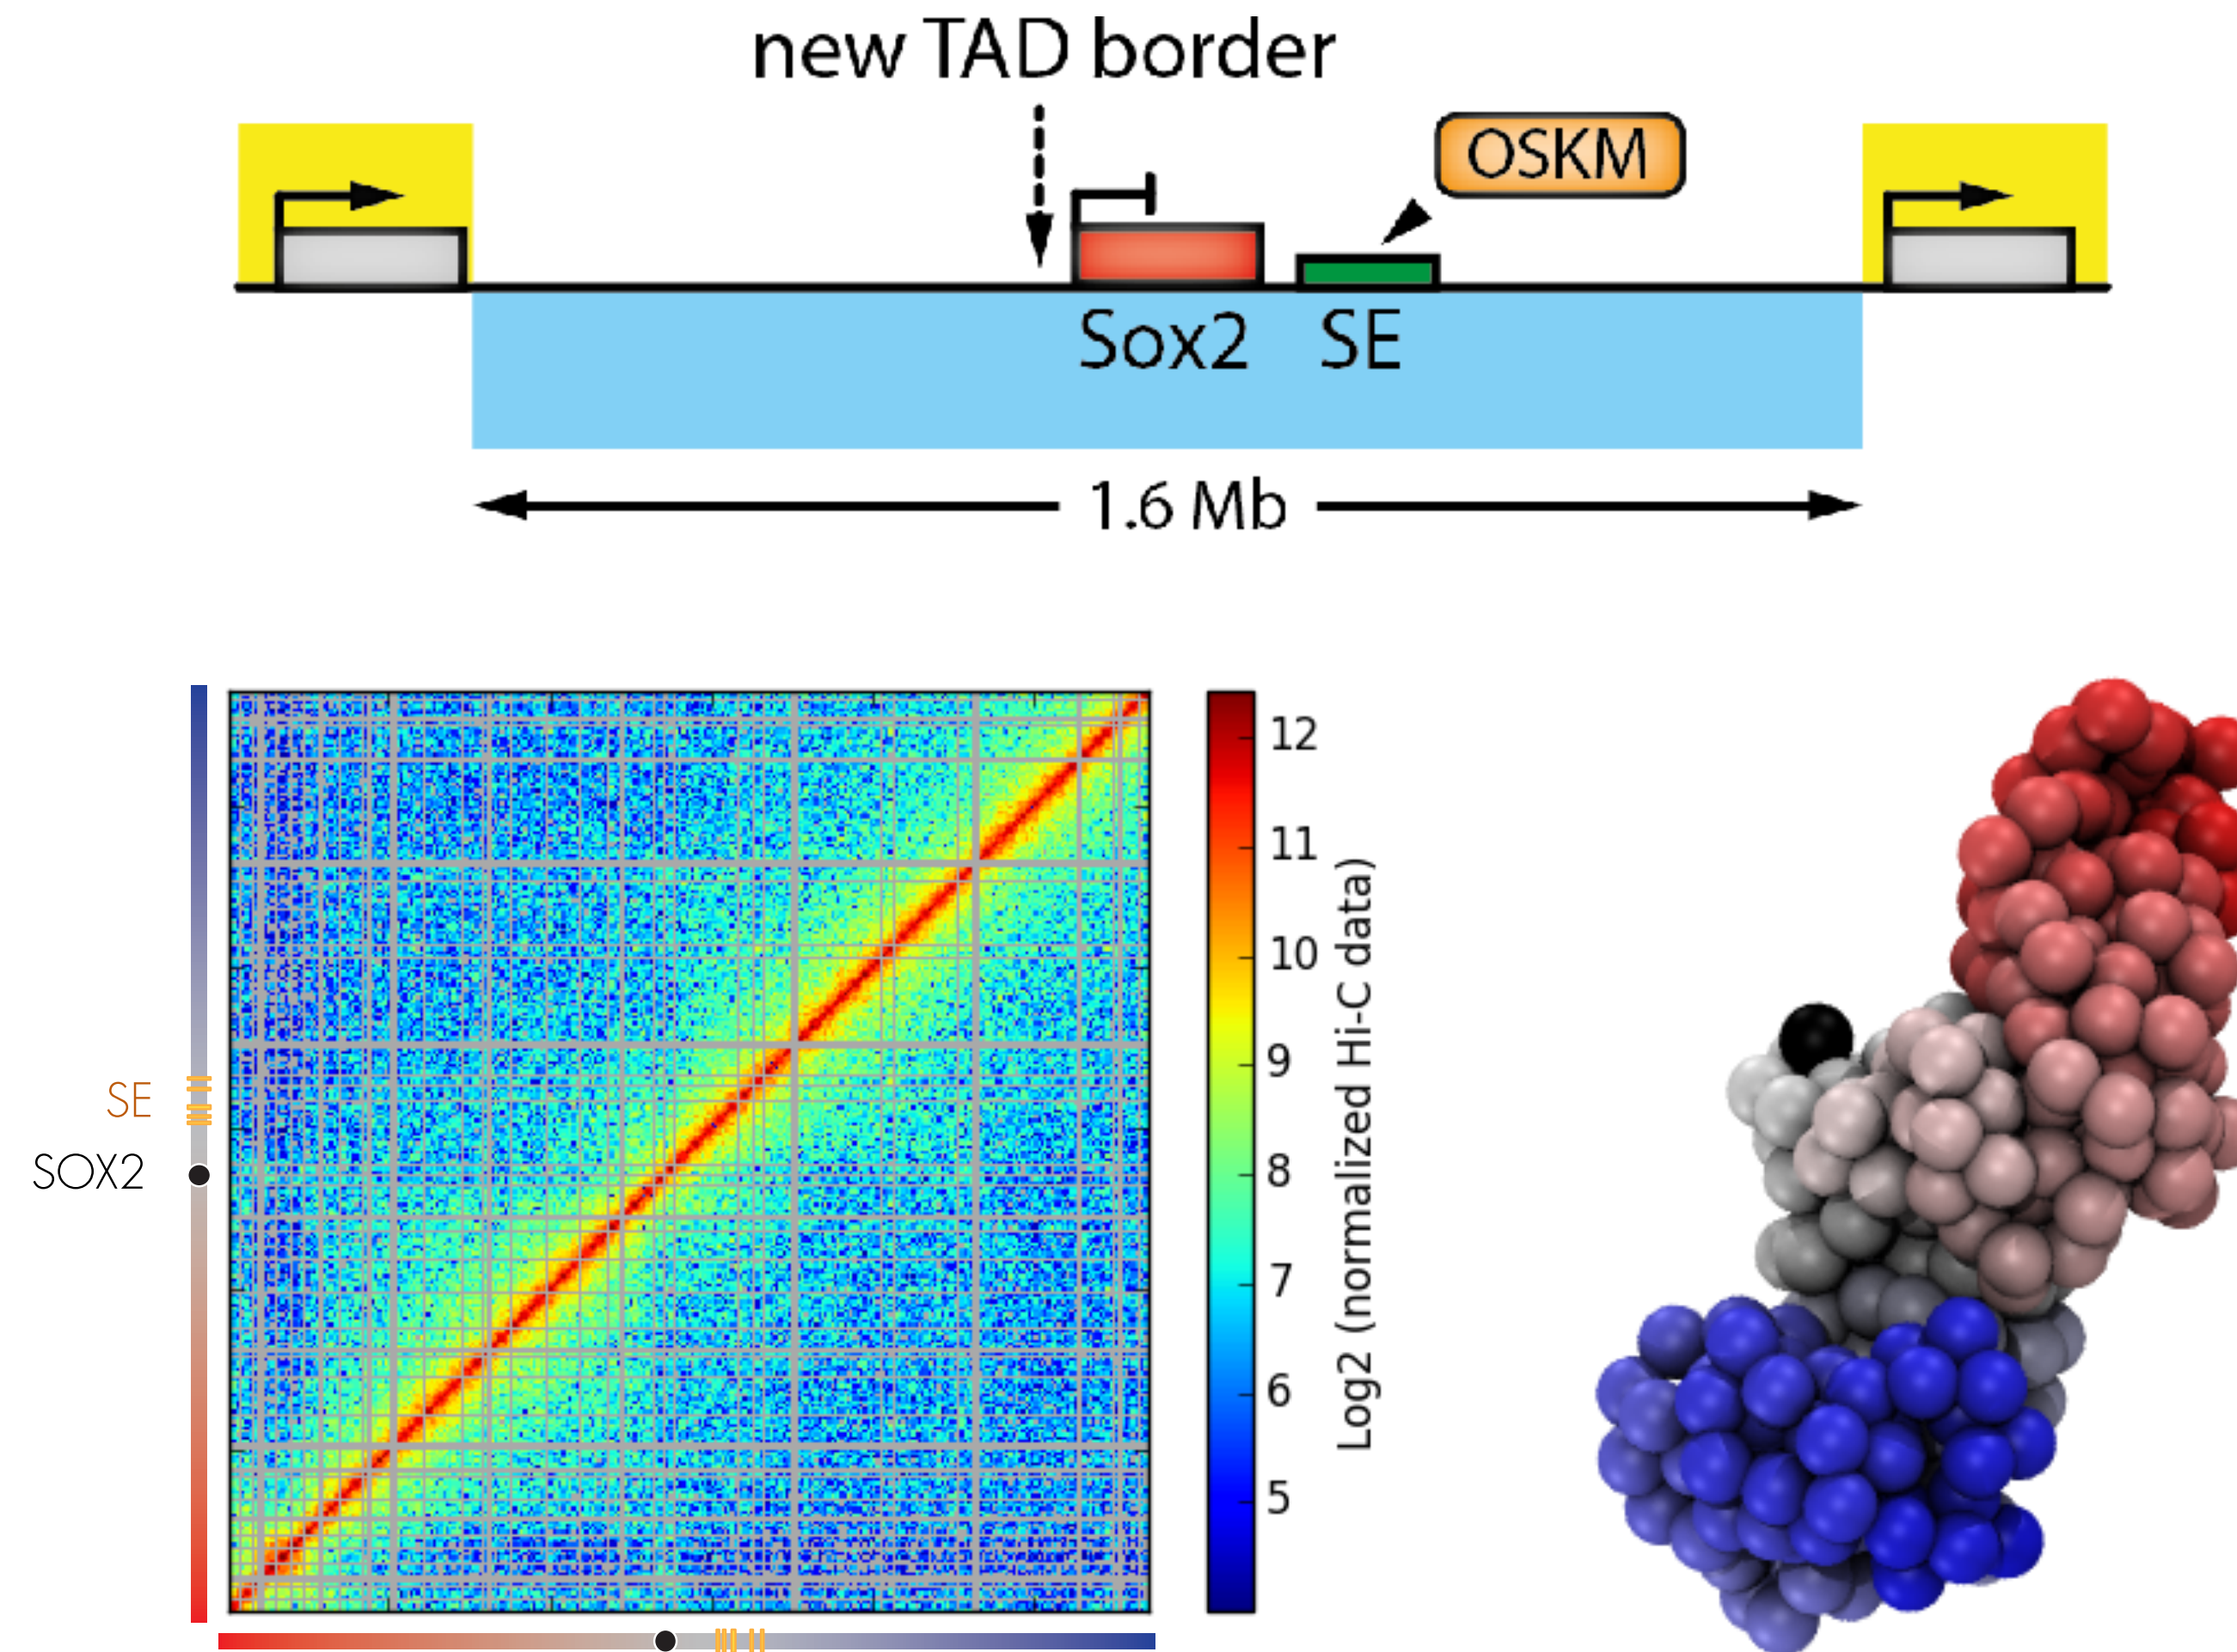 new TAD border
OSKM
Sox2 SE
1.6 Mb
12
11
10
9
8
7
6
5
Log2 (normalized Hi-C data)
SE
SOX2